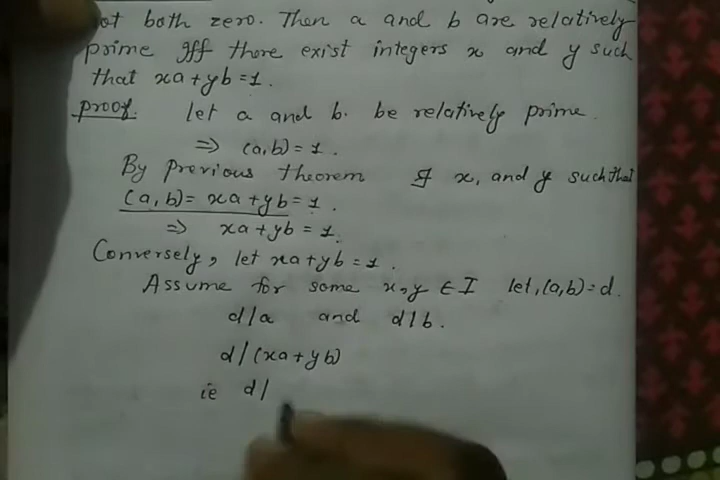 not both zero. Then a and b are relatively
prime iff there exist integers x and y such
that xa+yb=1.
proof. let a and b. be relatively prime.
⇒ (a,b)=1.
By previous theorem ∃ x, and y such that
(a,b)= xa+yb=1.
⇒ xa+yb=1.
Conversely, let xa+yb=1.
Assume for some x,y ∈ I let,(a,b)=d.
d/a and d/b.
d/(xa+yb)
ie d/